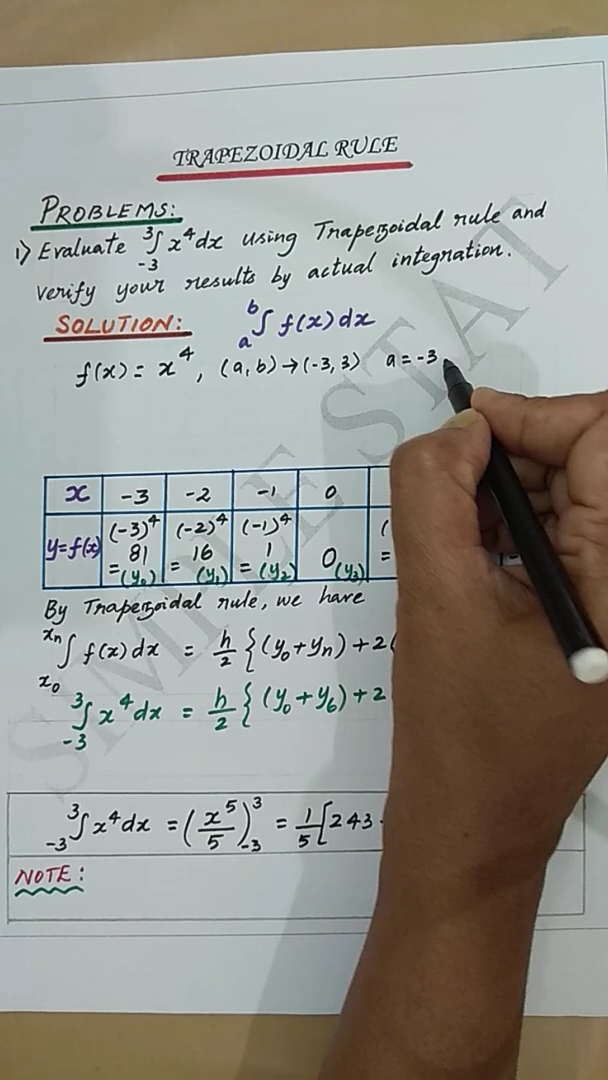 TRAPEZOIDAL RULE
PROBLEMS:
1) Evaluate ₋₃∫³ x⁴dx using Trapezoidal rule and
verify your results by actual integration.
SOLUTION: ₐ∫ᵇ f(x)dx
f(x) = x⁴, (a,b)→(-3,3) a=-3
x -3 -2 -1 0
y=f(x) (-3)⁴ (-2)⁴ (-1)⁴ (
81 16 1
=(y₀) = (y₁) =(y₂) 0(y₃) =
By Trapezoidal rule, we have
x₀∫xₙ f(x)dx = h/2 {(y₀+yₙ)+2(
₋₃∫³ x⁴dx = h/2 {(y₀+y₆)+2
₋₃∫³ x⁴dx = (x⁵/5)³₋₃ = 1/5[243
NOTE:
SIMPLE STAT